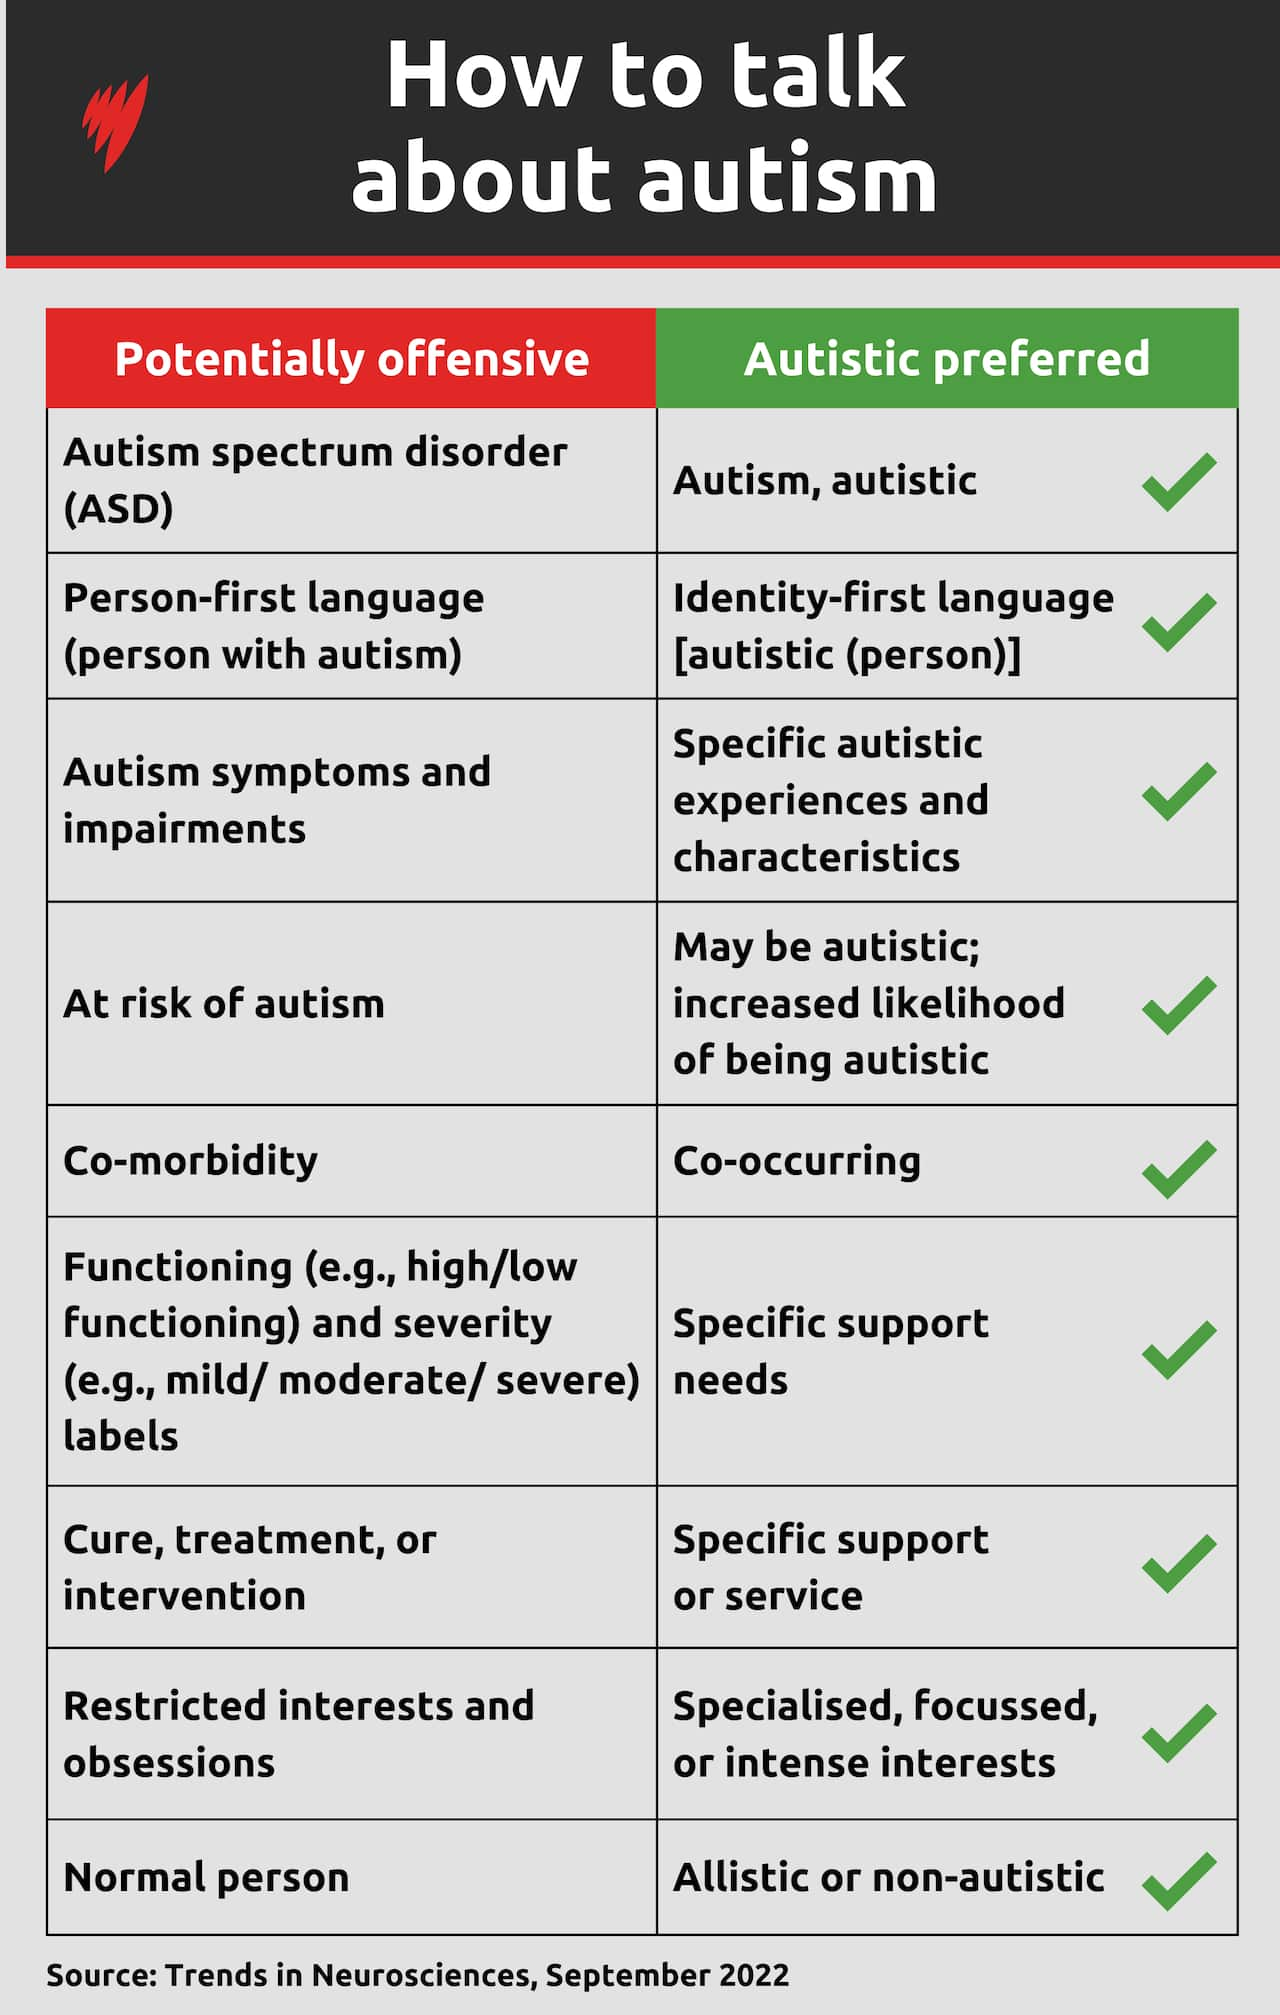 How to talk
about autism
Potentially offensive
Autistic preferred
Autism spectrum disorder
(ASD)
Autism, autistic
Person-first language
(person with autism)
Identity-first language
[autistic (person)]
Autism symptoms and
impairments
Specific autistic
experiences and
characteristics
At risk of autism
May be autistic;
increased likelihood
of being autistic
Co-morbidity
Co-occurring
Functioning (e.g., high/low
functioning) and severity
(e.g., mild/ moderate/ severe)
labels
Specific support
needs
Cure, treatment, or
intervention
Specific support
or service
Restricted interests and
obsessions
Specialised, focussed,
or intense interests
Normal person
Allistic or non-autistic
Source: Trends in Neurosciences, September 2022